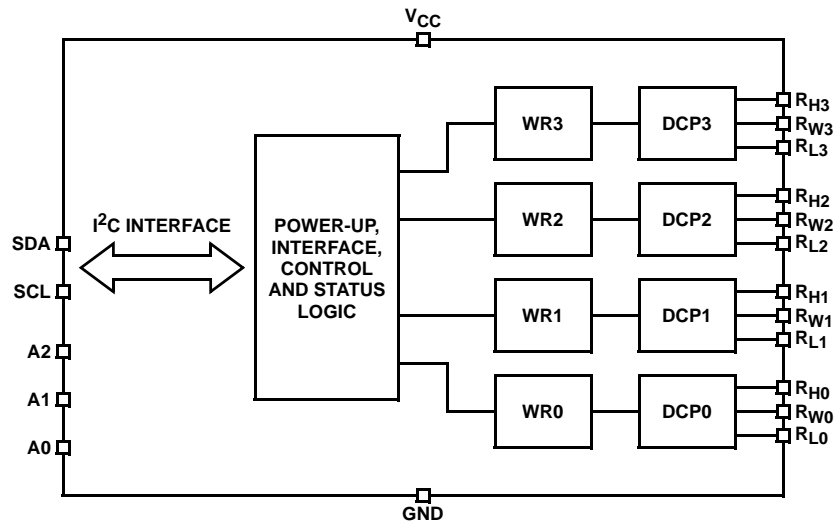 VCC
WR3
DCP3
RH3
RW3
RL3
I2C INTERFACE
SDA
SCL
A2
A1
A0
POWER-UP,
INTERFACE,
CONTROL
AND STATUS
LOGIC
WR2
DCP2
RH2
RW2
RL2
WR1
DCP1
RH1
RW1
RL1
WR0
DCP0
RH0
RW0
RL0
GND